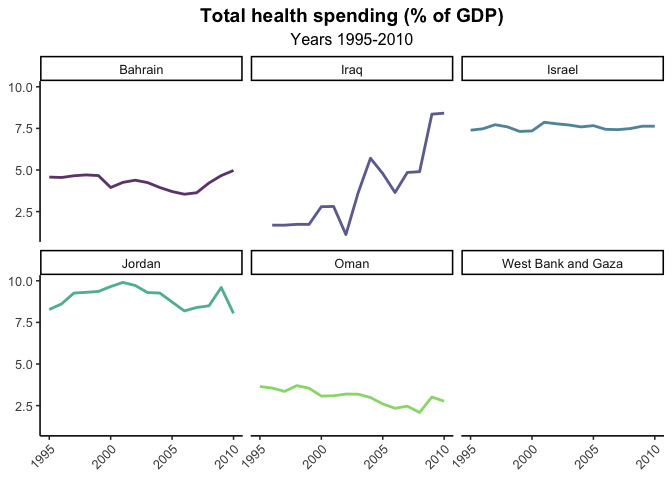 Total health spending (% of GDP)
Years 1995-2010
Bahrain Iraq Israel
10.0
7.5
5.0
2.5
Jordan Oman West Bank and Gaza
10.0
7.5
5.0
2.5
1995 2000 2005 2010 1995 2000 2005 2010 1995 2000 2005 2010